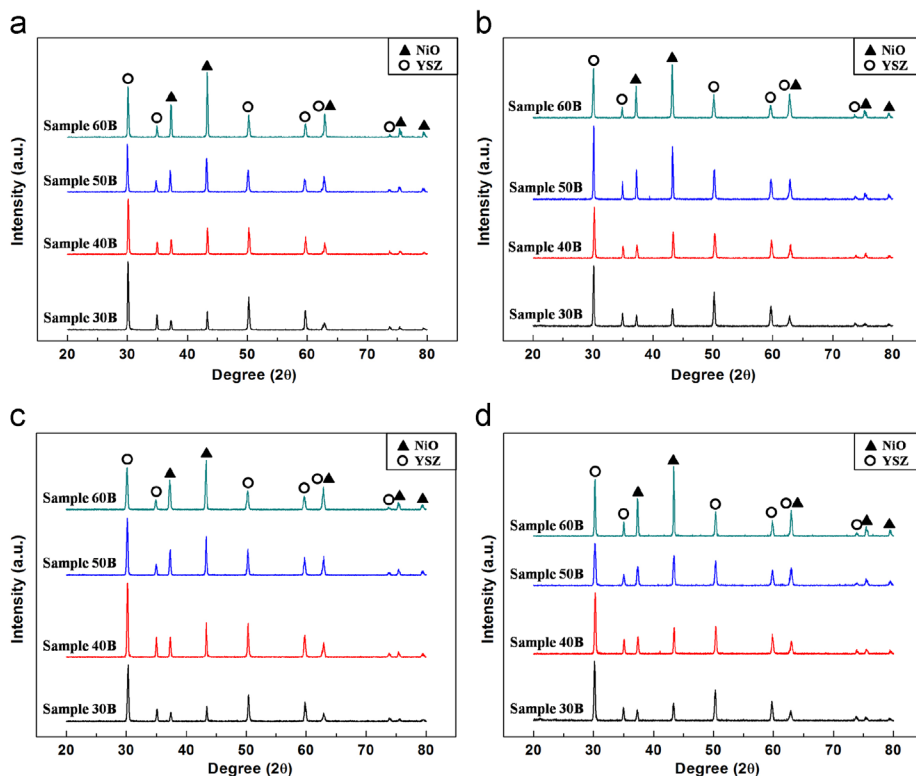 a
▲ NiO
○ YSZ
Sample 60B
Sample 50B
Sample 40B
Sample 30B
Intensity (a.u.)
20 30 40 50 60 70 80
Degree (2θ)
b
▲ NiO
○ YSZ
Sample 60B
Sample 50B
Sample 40B
Sample 30B
Intensity (a.u.)
20 30 40 50 60 70 80
Degree (2θ)
c
▲ NiO
○ YSZ
Sample 60B
Sample 50B
Sample 40B
Sample 30B
Intensity (a.u.)
20 30 40 50 60 70 80
Degree (2θ)
d
▲ NiO
○ YSZ
Sample 60B
Sample 50B
Sample 40B
Sample 30B
Intensity (a.u.)
20 30 40 50 60 70 80
Degree (2θ)